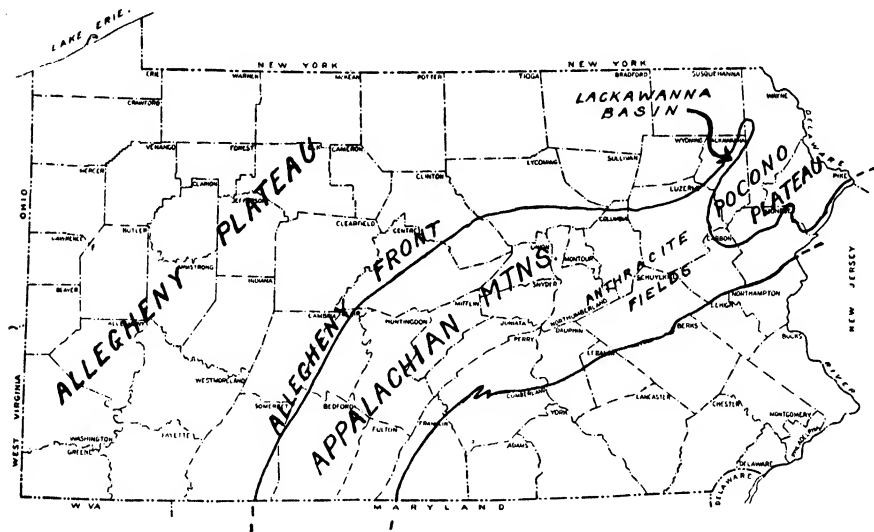 LAKE ERIE.
NEW YORK
NEW YORK
ERIE
WARREN
McKEAN
POTTER
TIOGA
BRADFORD
SUSQUEHANNA
WAYNE
CRAWFORD
LACKAWANNA
BASIN
DELAWARE
WYOMING
LACKAWANNA
VENANGO
FOREST
ELK
CAMERON
MERCER
CLINTON
LYCOMING
SULLIVAN
PIKE
CLARION
JEFFERSON
LUZERNE
POCONO
PLATEAU
MONROE
OHIO
CLEARFIELD
CENTRE
COLUMBIA
LAWRENCE
BUTLER
UNION
MONTOUR
CARBON
ARMSTRONG
INDIANA
SNYDER
SCHUYLKILL
ANTHRACITE
FIELDS
BEAVER
ALLEGHENY PLATEAU
ALLEGHENY FRONT
APPALACHIAN MTNS
CAMBRIA
BLAIR
MIFFLIN
NORTHUMBERLAND
LEHIGH
NORTHAMPTON
NEW JERSEY
HUNTINGDON
JUNIATA
DAUPHIN
PERRY
BERKS
BUCKS
LEBANON
WESTMORELAND
WEST VIRGINIA
SOMERSET
BEDFORD
CUMBERLAND
LANCASTER
CHESTER
RIVER
MONTGOMERY
PHILADELPHIA
WASHINGTON
FAYETTE
GREENE
FULTON
FRANKLIN
YORK
ADAMS
DELAWARE
DELAWARE
W VA
MARYLAND